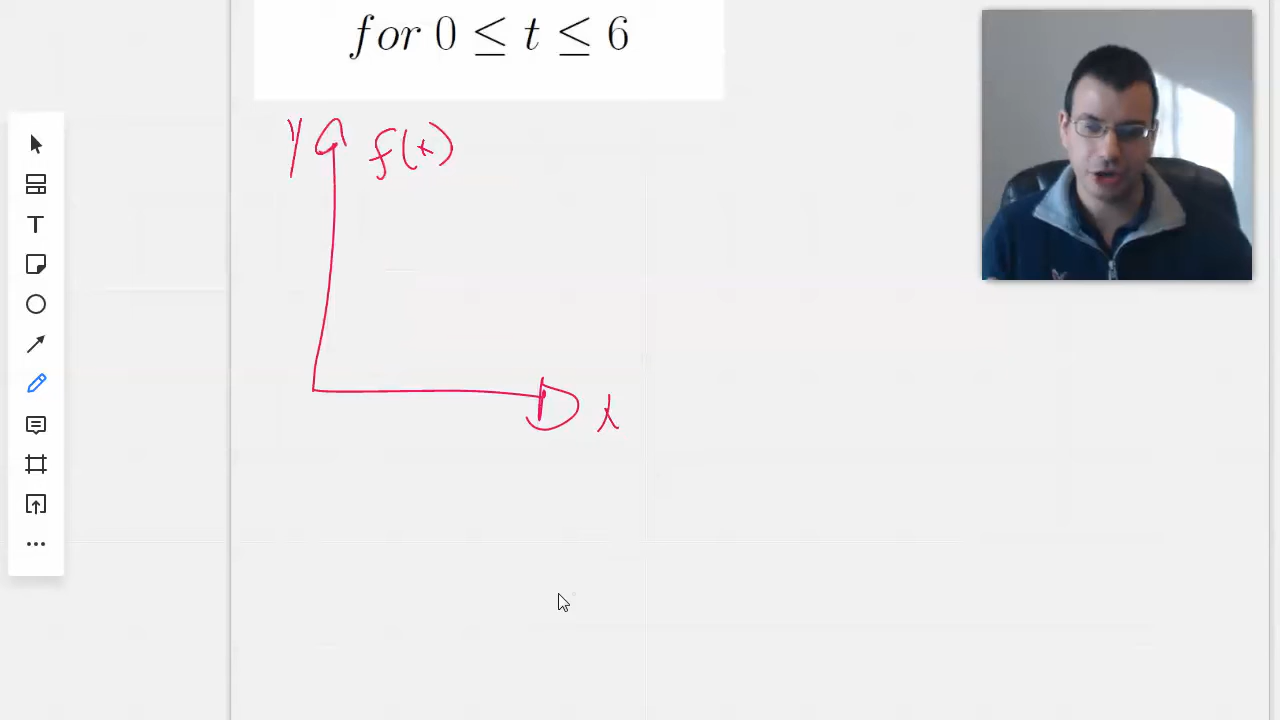 for 0 ≤ t ≤ 6
y f(x)
x
T